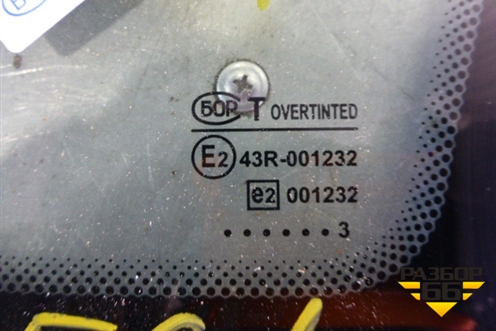 БОР T OVERTINTED
E2 43R-001232
e2 001232
. . . . . . 3
РАЗБОР
66